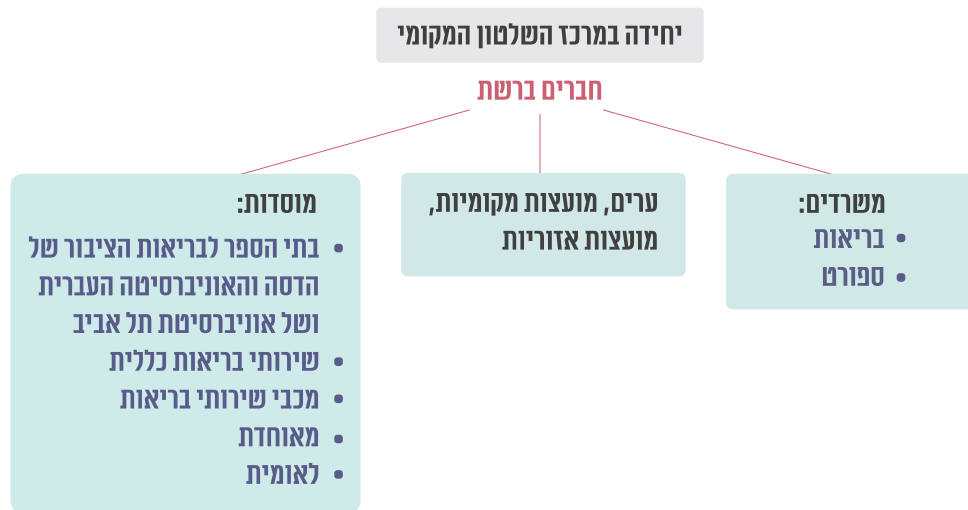 יחידה במרכז השלטון המקומי
חברים ברשת
משרדים:
• בריאות
• ספורט
ערים, מועצות מקומיות,
מועצות אזוריות
מוסדות:
• בתי הספר לבריאות הציבור של
הדסה והאוניברסיטה העברית
ושל אוניברסיטת תל אביב
• שירותי בריאות כללית
• מכבי שירותי בריאות
• מאוחדת
• לאומית